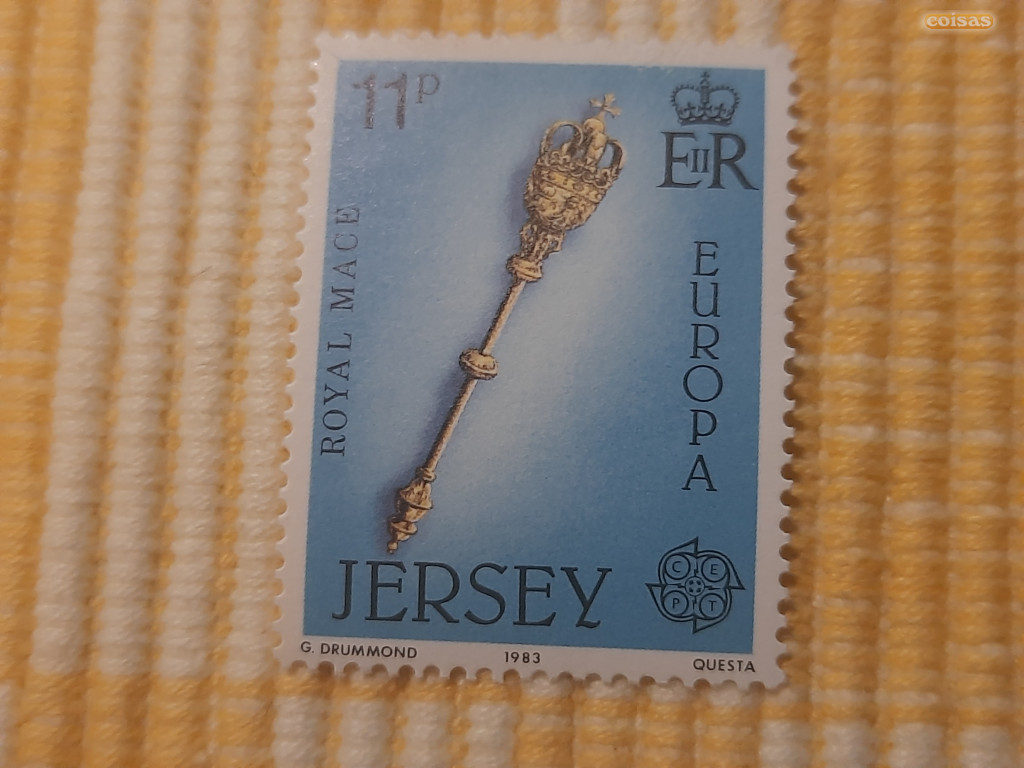 coisas
11P
EIIR
ROYAL MACE
EUROPA
JERSEY
CEPT
G. DRUMMOND
1983
QUESTA